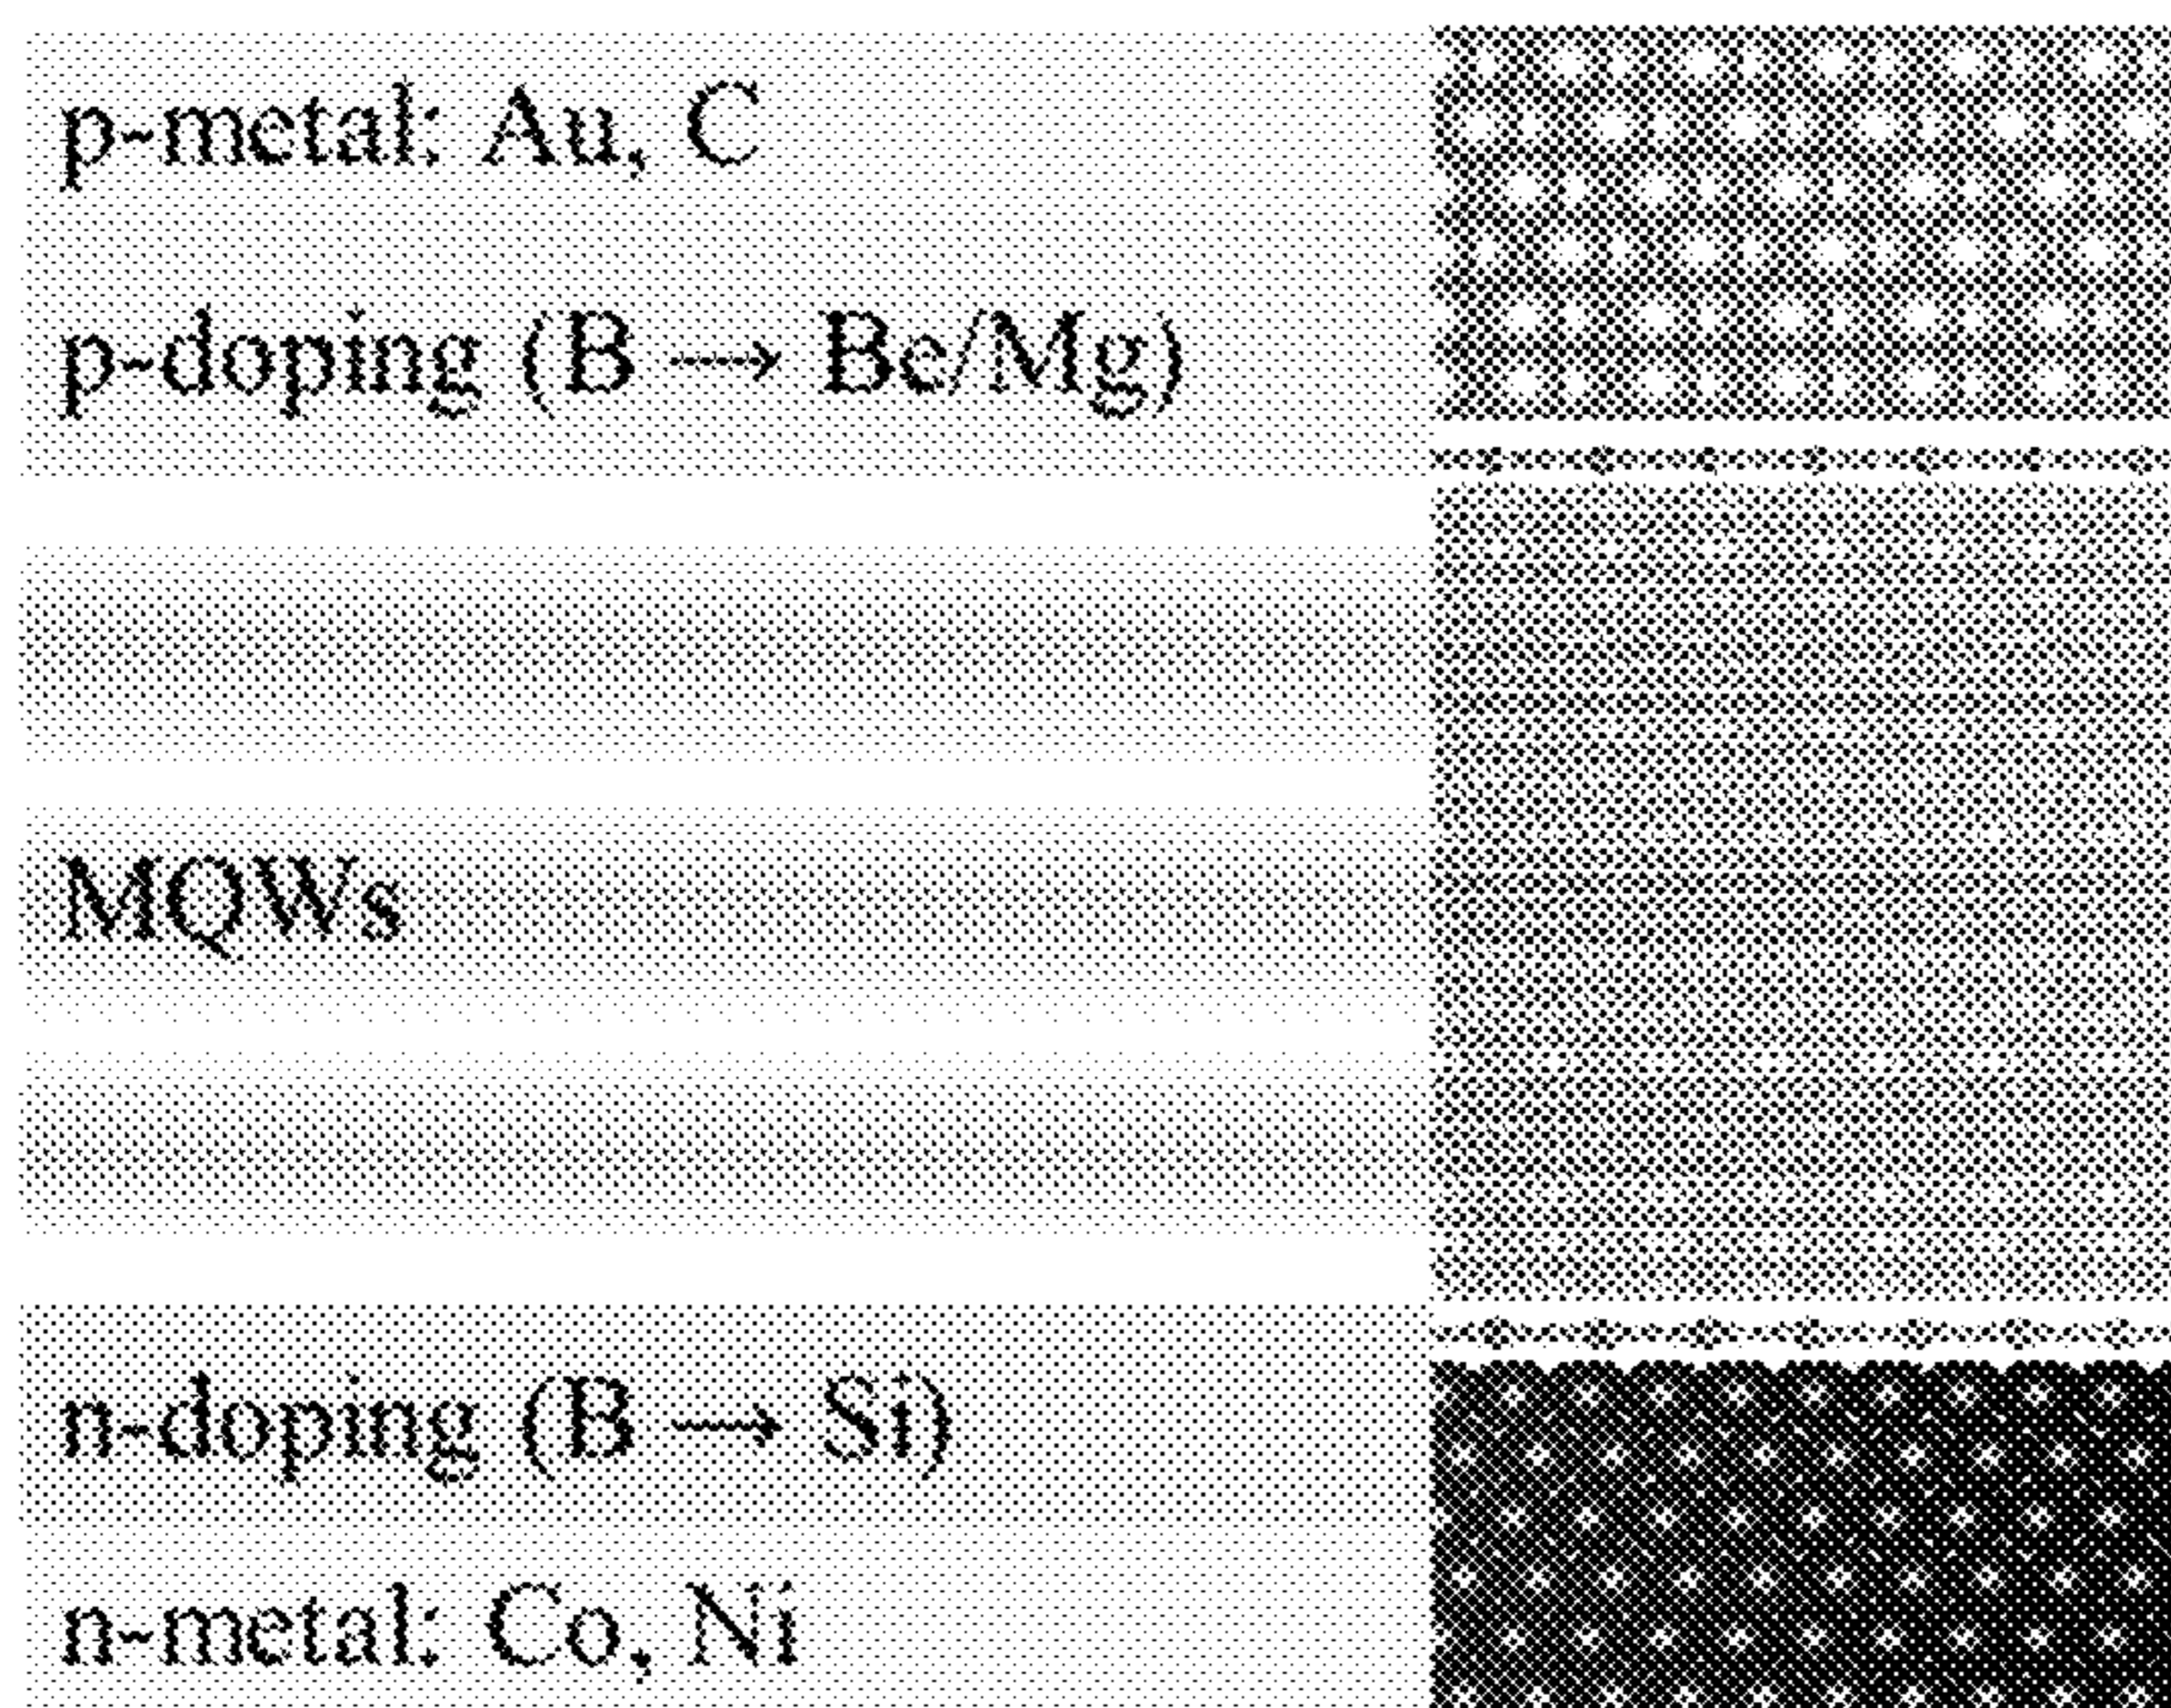 p-metal: Au, C
p-doping (B → Be/Mg)
MQWs
n-doping (B → Si)
n-metal: Co, Ni